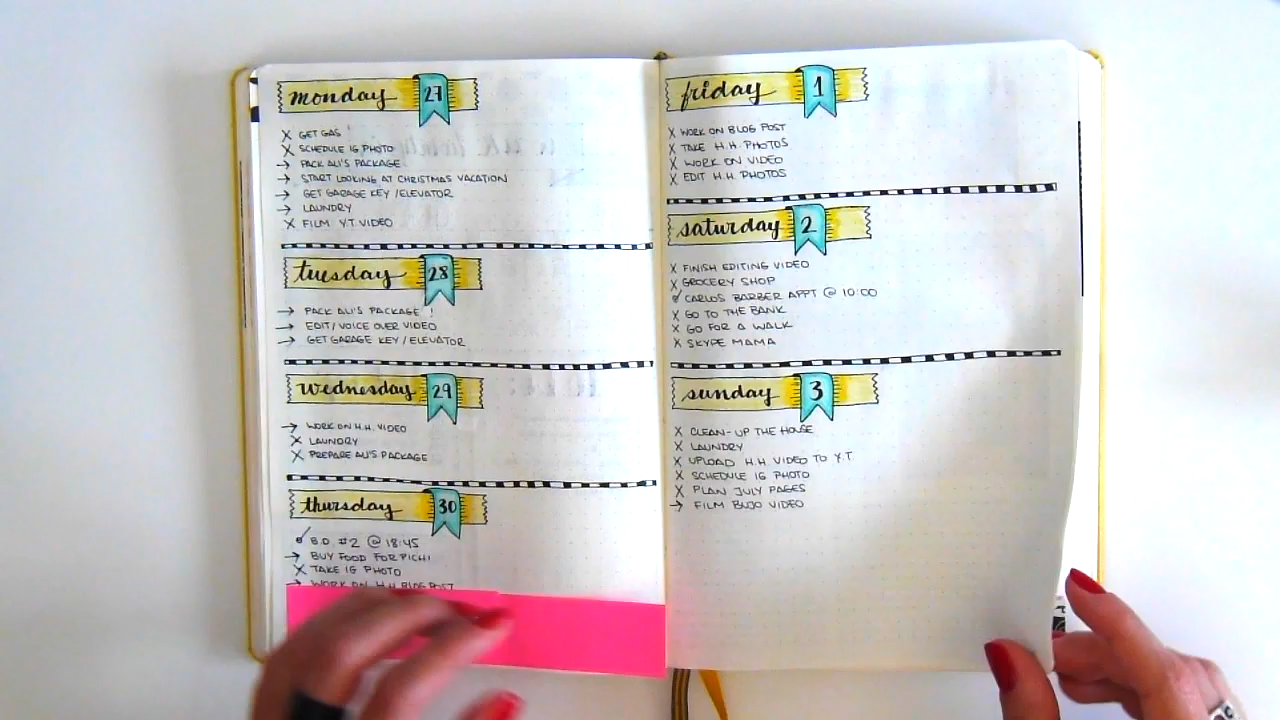 monday 27
X GET GAS
X SCHEDULE IG PHOTO
→ PACK ALI'S PACKAGE
→ START LOOKING AT CHRISTMAS VACATION
→ GET GARAGE KEY / ELEVATOR
→ LAUNDRY
X FILM Y.T VIDEO
tuesday 28
→ PACK ALI'S PACKAGE !
→ EDIT / VOICE OVER VIDEO
→ GET GARAGE KEY / ELEVATOR
wednesday 29
→ WORK ON H.H. VIDEO
X LAUNDRY
X PREPARE ALI'S PACKAGE
thursday 30
B.D. #2 @ 18:45
→ BUY FOOD FOR PICHI
X TAKE IG PHOTO
→ WORK ON H.H BLOG POST
friday 1
X WORK ON BLOG POST
X TAKE H.H. PHOTOS
X WORK ON VIDEO
X EDIT H.H. PHOTOS
saturday 2
X FINISH EDITING VIDEO
X GROCERY SHOP
CARLOS BARBER APPT @ 10:00
X GO TO THE BANK
X GO FOR A WALK
X SKYPE MAMA
sunday 3
X CLEAN-UP THE HOUSE
X LAUNDRY
X UPLOAD H.H VIDEO TO Y.T
X SCHEDULE IG PHOTO
X PLAN JULY PAGES
→ FILM BUJO VIDEO